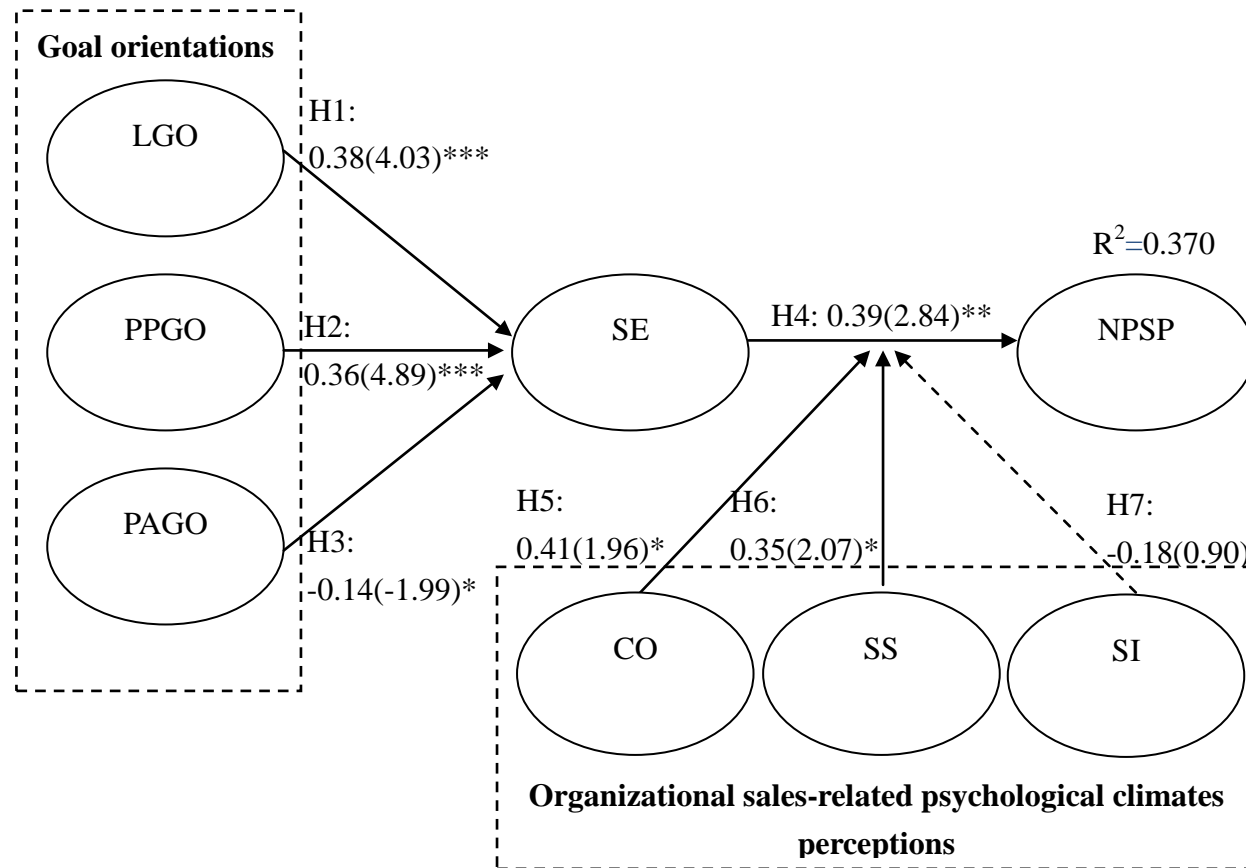 Goal orientations
LGO
H1:
0.38(4.03)***
R²=0.370
PPGO
H2:
0.36(4.89)***
SE
H4: 0.39(2.84)**
NPSP
PAGO
H3:
-0.14(-1.99)*
H5:
0.41(1.96)*
H6:
0.35(2.07)*
H7:
-0.18(0.90)
CO
SS
SI
Organizational sales-related psychological climates
perceptions